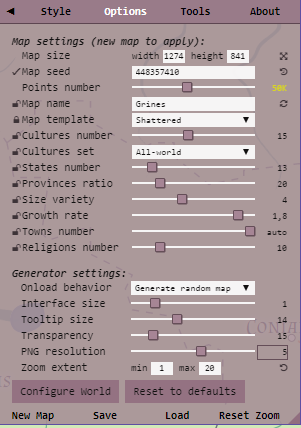 ◄ Style Options Tools About
Map settings (new map to apply):
Map size width 1274 height 841
Map seed 448357410
Points number 50K
Map name Grines
Map template Shattered
Cultures number 15
Cultures set All-world
States number 13
Provinces ratio 20
Size variety 4
Growth rate 1,8
Towns number auto
Religions number 10
Generator settings:
Onload behavior Generate random map
Interface size 1
Tooltip size 14
Transparency 15
PNG resolution 5
Zoom extent min 1 max 20
Configure World Reset to defaults
New Map Save Load Reset Zoom